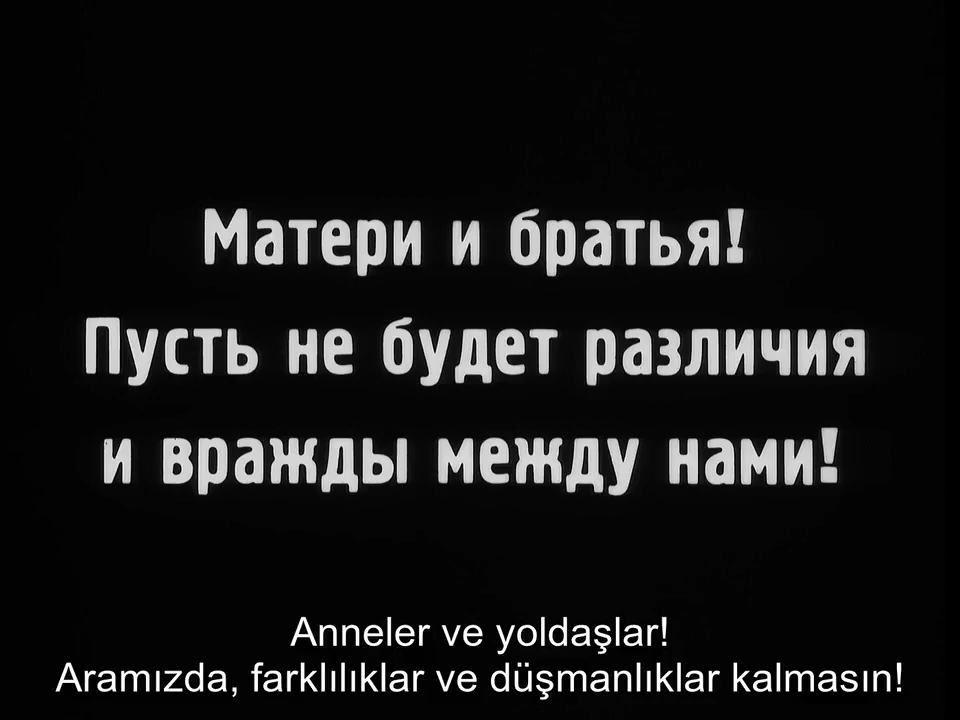 Матери и братья!
Пусть не будет различия
и вражды между нами!
Anneler ve yoldaşlar!
Aramızda, farklılıklar ve düşmanlıklar kalmasın!